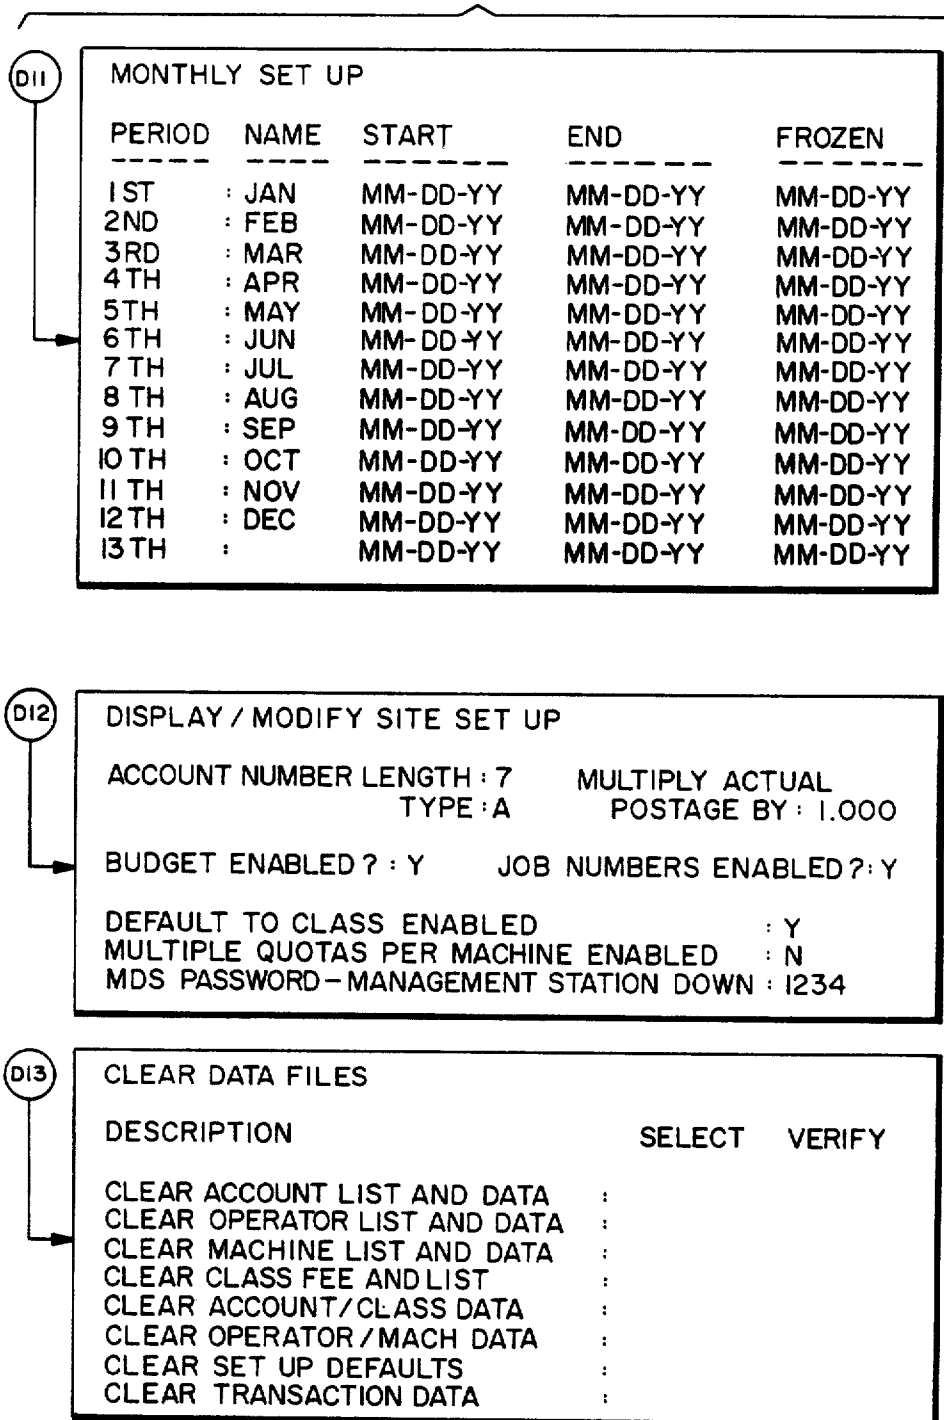 D11
MONTHLY SET UP
PERIOD NAME START END FROZEN
1ST : JAN MM-DD-YY MM-DD-YY MM-DD-YY
2ND : FEB MM-DD-YY MM-DD-YY MM-DD-YY
3RD : MAR MM-DD-YY MM-DD-YY MM-DD-YY
4TH : APR MM-DD-YY MM-DD-YY MM-DD-YY
5TH : MAY MM-DD-YY MM-DD-YY MM-DD-YY
6TH : JUN MM-DD-YY MM-DD-YY MM-DD-YY
7TH : JUL MM-DD-YY MM-DD-YY MM-DD-YY
8TH : AUG MM-DD-YY MM-DD-YY MM-DD-YY
9TH : SEP MM-DD-YY MM-DD-YY MM-DD-YY
10TH : OCT MM-DD-YY MM-DD-YY MM-DD-YY
11TH : NOV MM-DD-YY MM-DD-YY MM-DD-YY
12TH : DEC MM-DD-YY MM-DD-YY MM-DD-YY
13TH : MM-DD-YY MM-DD-YY MM-DD-YY
D12
DISPLAY / MODIFY SITE SET UP
ACCOUNT NUMBER LENGTH : 7 MULTIPLY ACTUAL
TYPE : A POSTAGE BY : 1.000
BUDGET ENABLED ? : Y JOB NUMBERS ENABLED ?: Y
DEFAULT TO CLASS ENABLED : Y
MULTIPLE QUOTAS PER MACHINE ENABLED : N
MDS PASSWORD-MANAGEMENT STATION DOWN : 1234
D13
CLEAR DATA FILES
DESCRIPTION SELECT VERIFY
CLEAR ACCOUNT LIST AND DATA :
CLEAR OPERATOR LIST AND DATA :
CLEAR MACHINE LIST AND DATA :
CLEAR CLASS FEE AND LIST :
CLEAR ACCOUNT/CLASS DATA :
CLEAR OPERATOR/MACH DATA :
CLEAR SET UP DEFAULTS :
CLEAR TRANSACTION DATA :